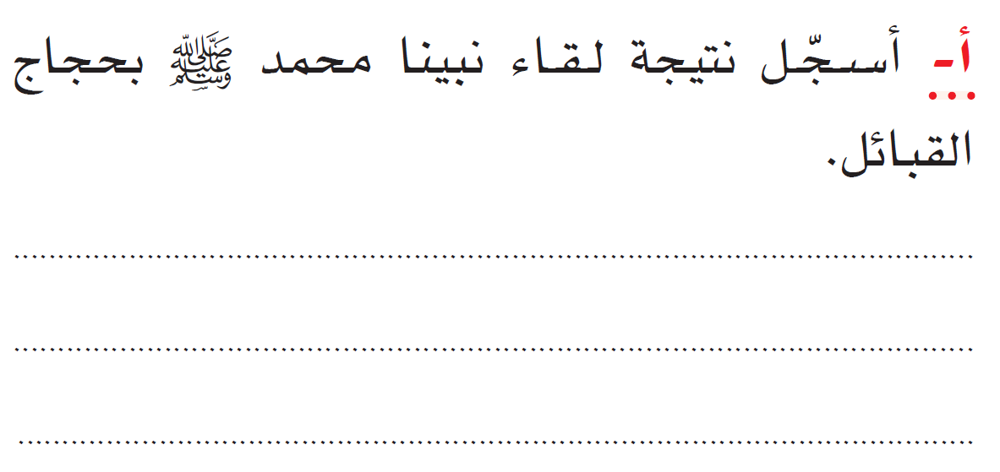 أ- أسجّل نتيجة لقاء نبينا محمد ﷺ بحجاج
القبائل.